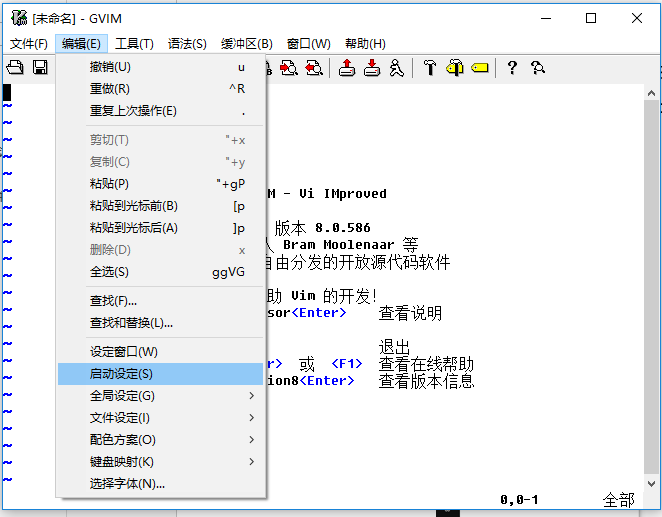 [未命名] - GVIM
文件(F) 编辑(E) 工具(T) 语法(S) 缓冲区(B) 窗口(W) 帮助(H)
撤销(U) u
重做(R) ^R
重复上次操作(E) .
剪切(T) "+x
复制(C) "+y
粘贴(P) "+gP
粘贴到光标前(B) [p
粘贴到光标后(A) ]p
删除(D) x
全选(S) ggVG
查找(F)...
查找和替换(L)...
设定窗口(W)
启动设定(S)
全局设定(G)
文件设定(I)
配色方案(O)
键盘映射(K)
选择字体(N)...
M - Vi IMproved
版本 8.0.586
人 Bram Moolenaar 等
自由分发的开放源代码软件
助 Vim 的开发!
sor<Enter> 查看说明
退出
r> 或 <F1> 查看在线帮助
ion8<Enter> 查看版本信息
0,0-1 全部